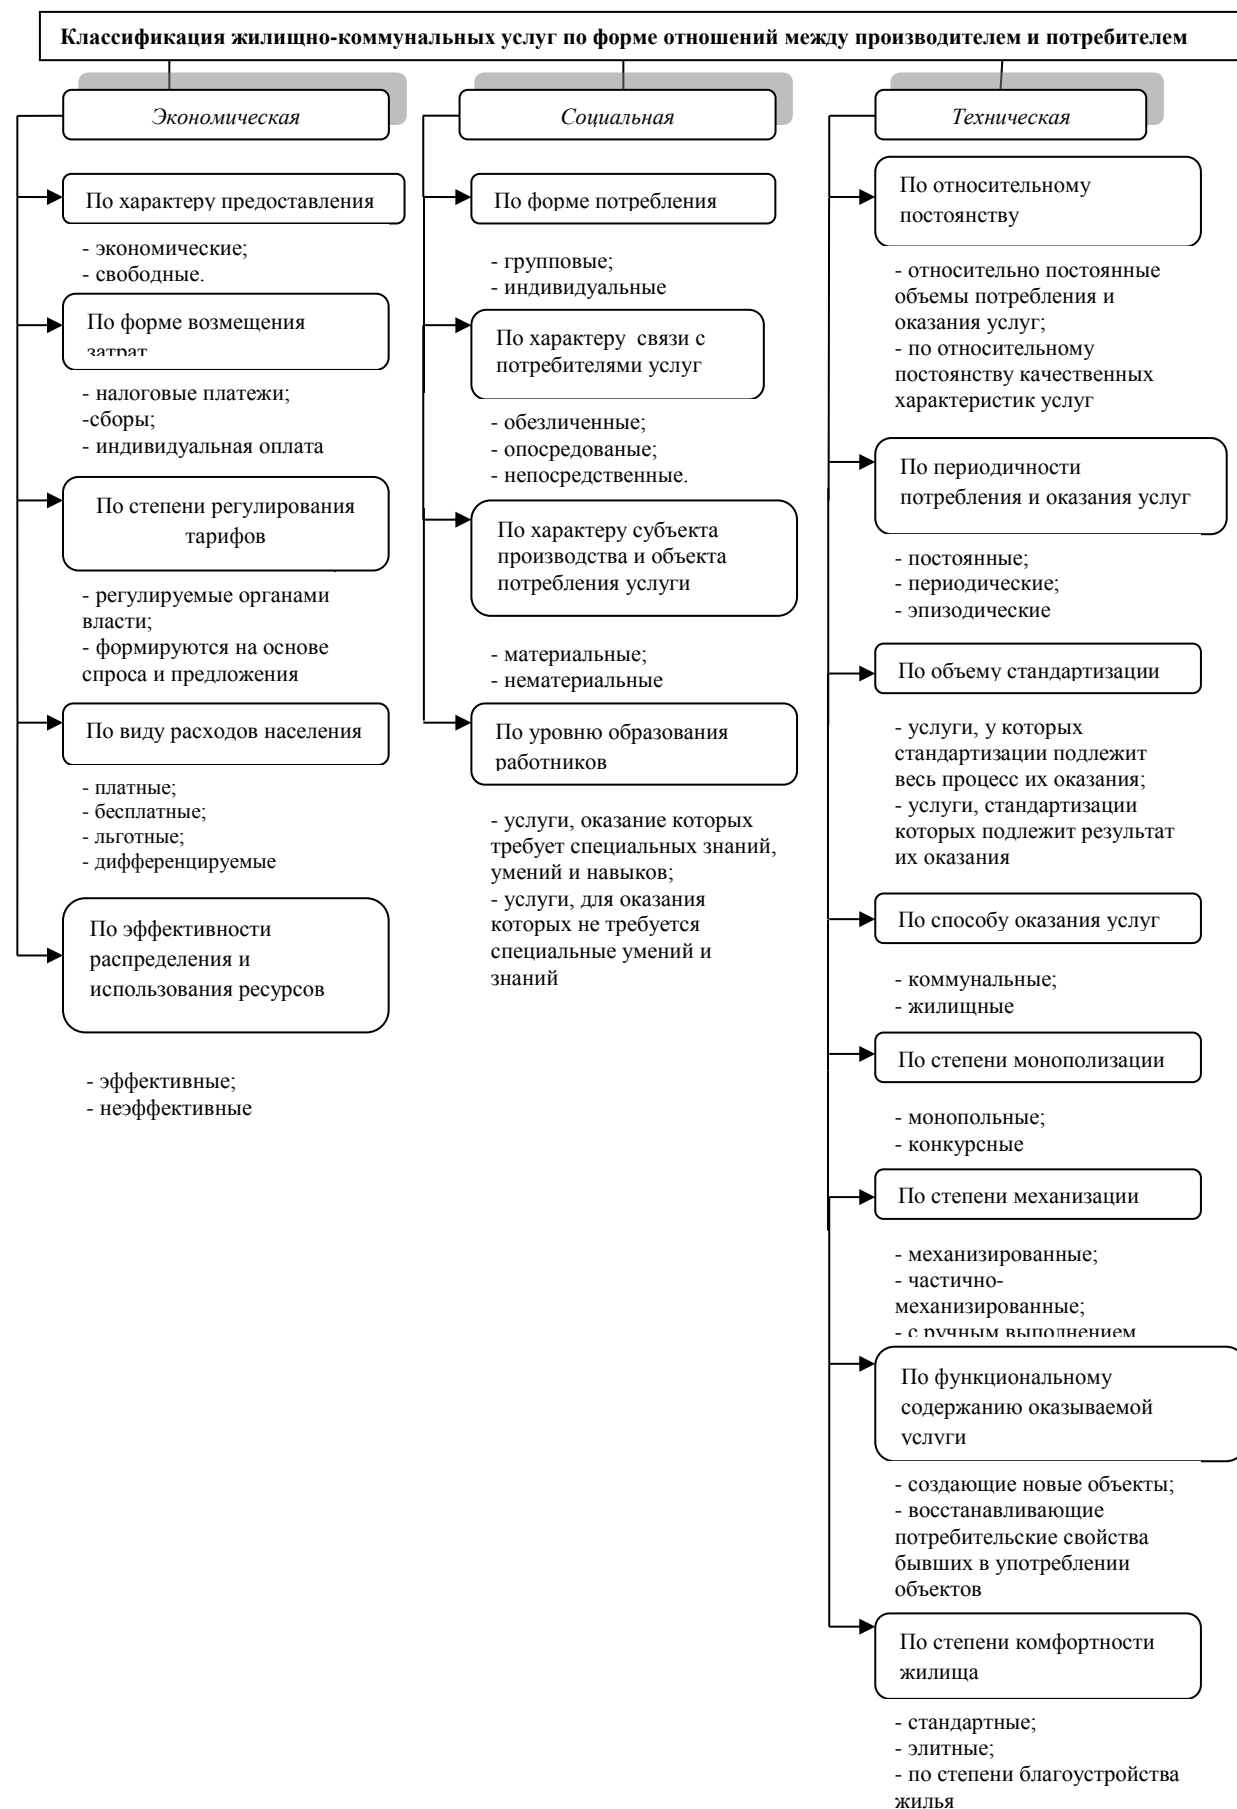 Классификация жилищно-коммунальных услуг по форме отношений между производителем и потребителем
Экономическая
По характеру предоставления
- экономические;
- свободные.
По форме возмещения
затрат
- налоговые платежи;
-сборы;
- индивидуальная оплата
По степени регулирования
тарифов
- регулируемые органами
власти;
- формируются на основе
спроса и предложения
По виду расходов населения
- платные;
- бесплатные;
- льготные;
- дифференцируемые
По эффективности
распределения и
использования ресурсов
- эффективные;
- неэффективные
Социальная
По форме потребления
- групповые;
- индивидуальные
По характеру связи с
потребителями услуг
- обезличенные;
- опосредованые;
- непосредственные.
По характеру субъекта
производства и объекта
потребления услуги
- материальные;
- нематериальные
По уровню образования
работников
- услуги, оказание которых
требует специальных знаний,
умений и навыков;
- услуги, для оказания
которых не требуется
специальные умений и
знаний
Техническая
По относительному
постоянству
- относительно постоянные
объемы потребления и
оказания услуг;
- по относительному
постоянству качественных
характеристик услуг
По периодичности
потребления и оказания услуг
- постоянные;
- периодические;
- эпизодические
По объему стандартизации
- услуги, у которых
стандартизации подлежит
весь процесс их оказания;
- услуги, стандартизации
которых подлежит результат
их оказания
По способу оказания услуг
- коммунальные;
- жилищные
По степени монополизации
- монопольные;
- конкурсные
По степени механизации
- механизированные;
- частично-
механизированные;
- с ручным выполнением
По функциональному
содержанию оказываемой
услуги
- создающие новые объекты;
- восстанавливающие
потребительские свойства
бывших в употреблении
объектов
По степени комфортности
жилища
- стандартные;
- элитные;
- по степени благоустройства
жилья